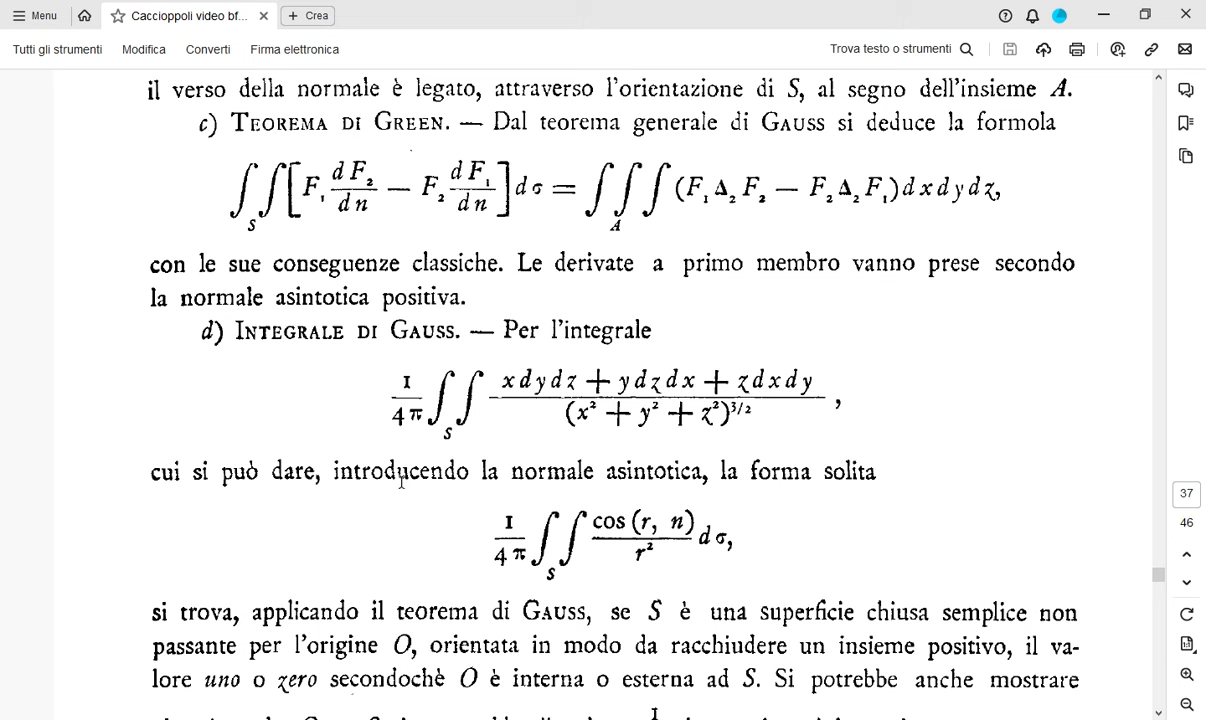 Menu Caccioppoli video bf... + Crea
Tutti gli strumenti Modifica Converti Firma elettronica Trova testo o strumenti
il verso della normale è legato, attraverso l'orientazione di S, al segno dell'insieme A.
c) TEOREMA DI GREEN. — Dal teorema generale di GAUSS si deduce la formola
∫∫_S [F₁ dF₂/dn — F₂ dF₁/dn] dσ = ∫∫∫_A (F₁ Δ₂ F₂ — F₂ Δ₂ F₁) dx dy dz,
con le sue conseguenze classiche. Le derivate a primo membro vanno prese secondo
la normale asintotica positiva.
d) INTEGRALE DI GAUSS. — Per l'integrale
1/4π ∫∫_S (x dy dz + y dz dx + z dx dy)/(x² + y² + z²)^3/2 ,
cui si può dare, introducendo la normale asintotica, la forma solita
1/4π ∫∫_S cos (r, n)/r² dσ,
si trova, applicando il teorema di GAUSS, se S è una superficie chiusa semplice non
passante per l'origine O, orientata in modo da racchiudere un insieme positivo, il va-
lore uno o zero secondochè O è interna o esterna ad S. Si potrebbe anche mostrare
37
46